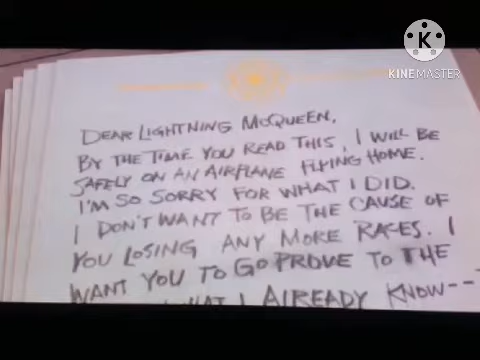 KINEMASTER
DEAR LIGHTNING McQUEEN,
BY THE TIME YOU READ THIS, I WILL BE
SAFELY ON AN AIRPLANE FLYING HOME.
I'M SO SORRY FOR WHAT I DID.
I DON'T WANT TO BE THE CAUSE OF
YOU LOSING ANY MORE RACES. I
WANT YOU TO GO PROVE TO THE
WHAT I ALREADY KNOW---